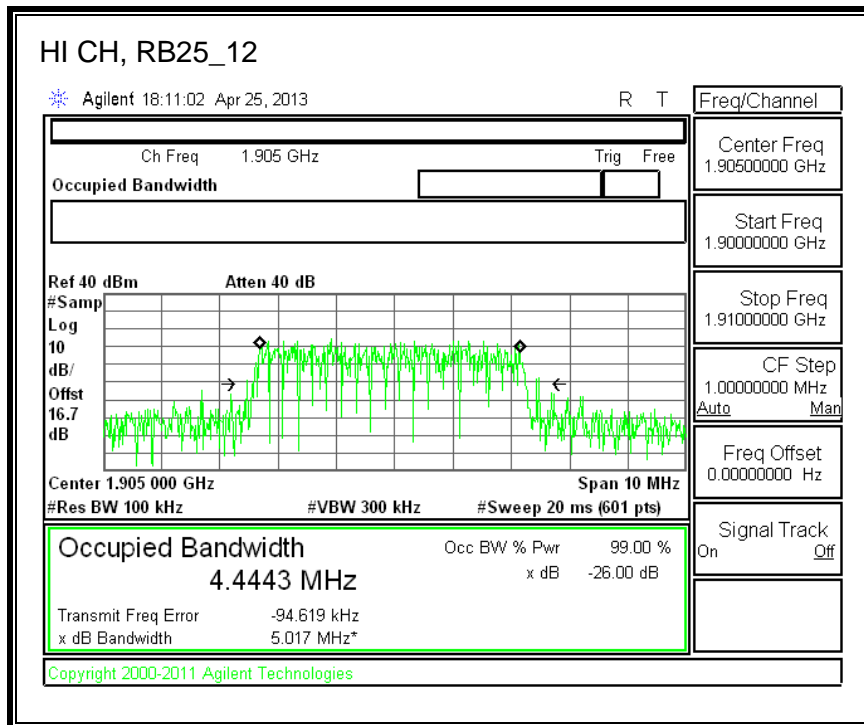 HI CH, RB25_12
Agilent 18:11:02 Apr 25, 2013 R T
Ch Freq 1.905 GHz Trig Free
Occupied Bandwidth
Ref 40 dBm Atten 40 dB
#Samp
Log
10
dB/
Offst
16.7
dB
Center 1.905 000 GHz Span 10 MHz
#Res BW 100 kHz #VBW 300 kHz #Sweep 20 ms (601 pts)
Occupied Bandwidth Occ BW % Pwr 99.00 %
4.4443 MHz x dB -26.00 dB
Transmit Freq Error -94.619 kHz
x dB Bandwidth 5.017 MHz*
Copyright 2000-2011 Agilent Technologies
Freq/Channel
Center Freq
1.90500000 GHz
Start Freq
1.90000000 GHz
Stop Freq
1.91000000 GHz
CF Step
1.00000000 MHz
Auto Man
Freq Offset
0.00000000 Hz
Signal Track
On Off